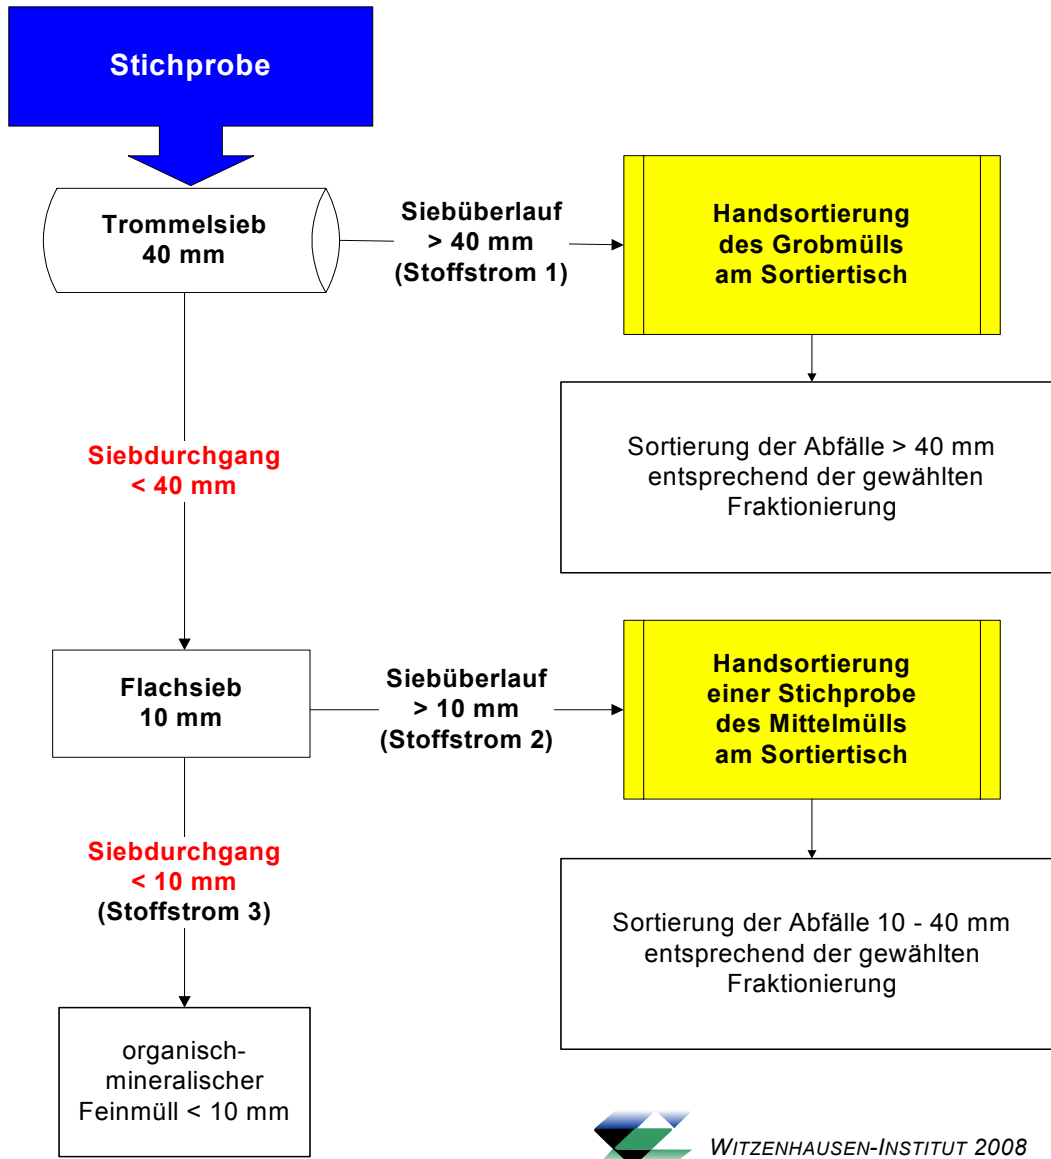 Stichprobe
Trommelsieb
40 mm
Siebüberlauf
> 40 mm
(Stoffstrom 1)
Handsortierung
des Grobmülls
am Sortiertisch
Sortierung der Abfälle > 40 mm
entsprechend der gewählten
Fraktionierung
Siebdurchgang
< 40 mm
Flachsieb
10 mm
Siebüberlauf
> 10 mm
(Stoffstrom 2)
Handsortierung
einer Stichprobe
des Mittelmülls
am Sortiertisch
Sortierung der Abfälle 10 - 40 mm
entsprechend der gewählten
Fraktionierung
Siebdurchgang
< 10 mm
(Stoffstrom 3)
organisch-
mineralischer
Feinmüll < 10 mm
WITZENHAUSEN-INSTITUT 2008